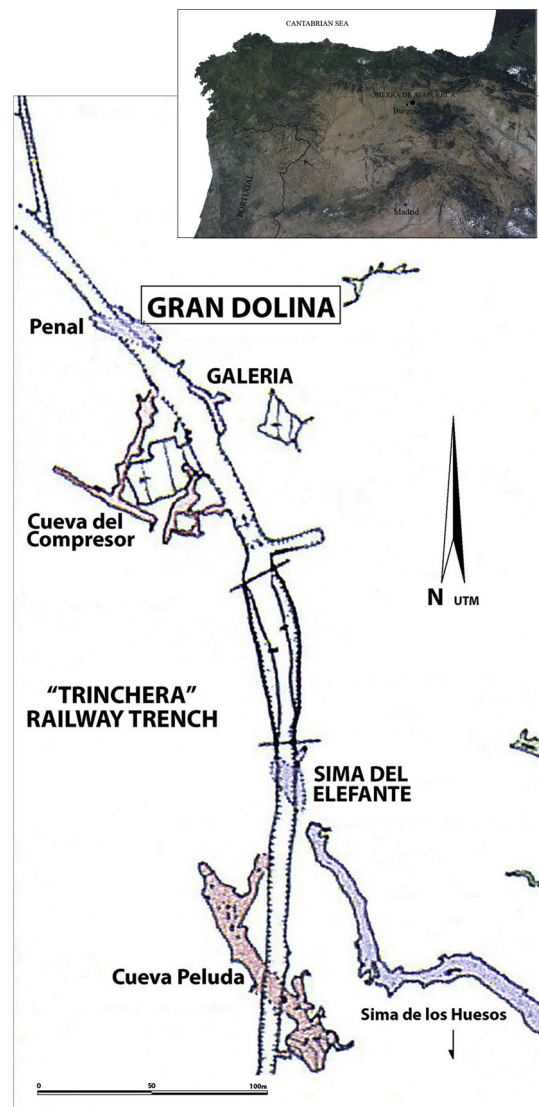 CANTABRIAN SEA
FRANCE
SIERRA DE ATAPUERCA
Burgos
PORTUGAL
Madrid
GRAN DOLINA
Penal
GALERIA
Cueva del
Compresor
N UTM
“TRINCHERA”
RAILWAY TRENCH
SIMA DEL
ELEFANTE
Cueva Peluda
Sima de los Huesos
0 50 100m